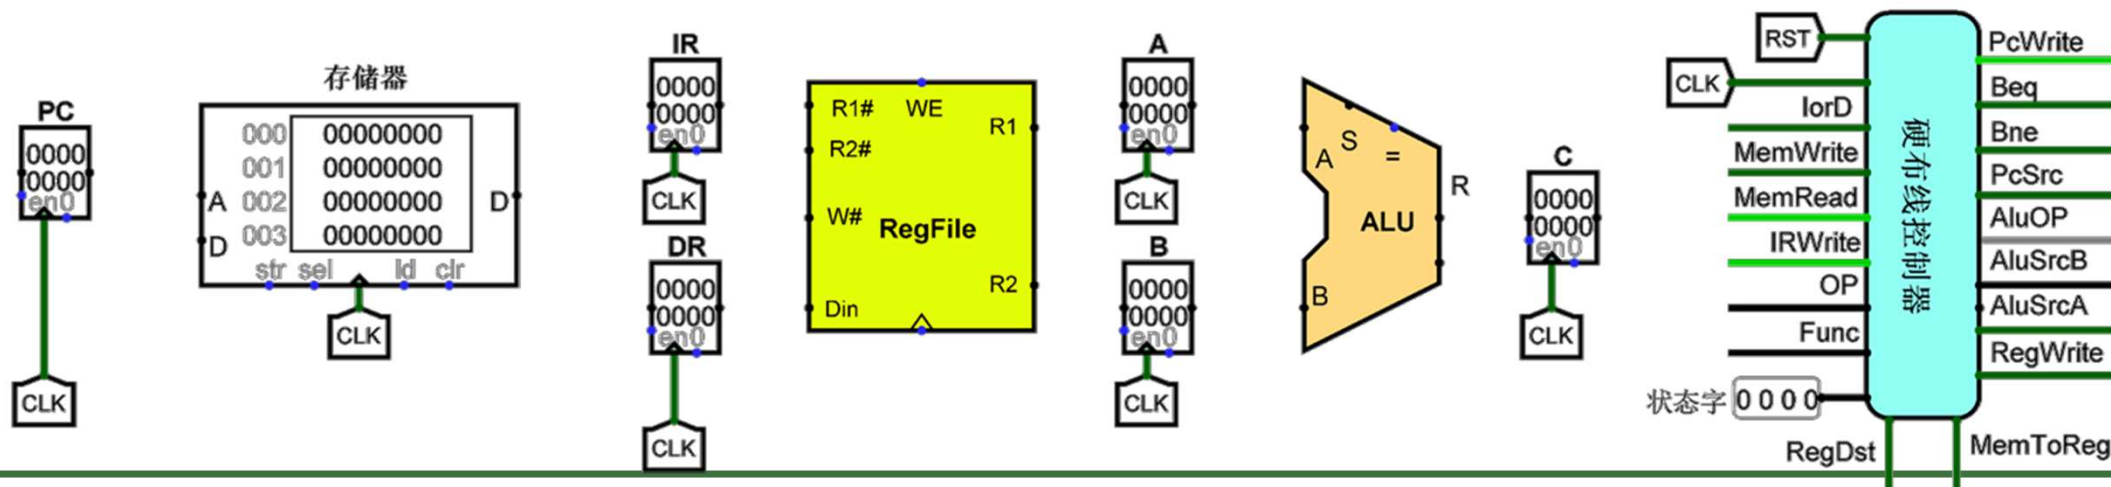 PC
0000
0000
en0
CLK
存储器
000 00000000
001 00000000
002 00000000
003 00000000
A
D
D
str sel ld clr
CLK
IR
0000
0000
en0
CLK
DR
0000
0000
en0
CLK
R1# WE
R1
R2#
W#
RegFile
R2
Din
A
0000
0000
en0
CLK
B
0000
0000
en0
CLK
S
A =
R
ALU
B
C
0000
0000
en0
CLK
RST
CLK
IorD
MemWrite
MemRead
IRWrite
OP
Func
状态字 0000
硬布线控制器
PcWrite
Beq
Bne
PcSrc
AluOP
AluSrcB
AluSrcA
RegWrite
RegDst
MemToReg